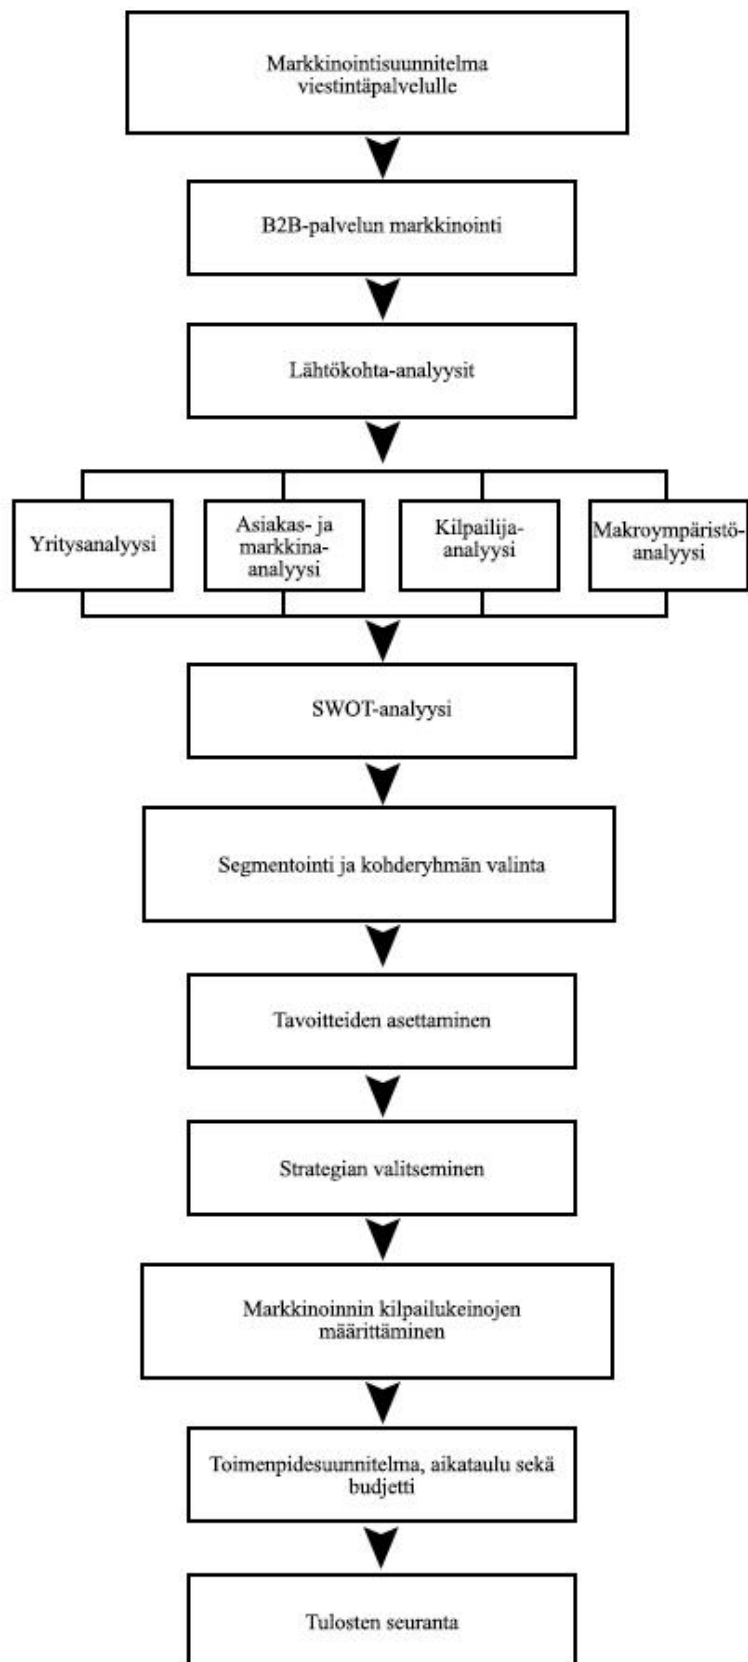 Markkinointisuunnitelma
viestintäpalvelulle
B2B-palvelun markkinointi
Lähtökohta-analyysit
Yritysanalyysi
Asiakas- ja
markkina-
analyysi
Kilpailija-
analyysi
Makroympäristö-
analyysi
SWOT-analyysi
Segmentointi ja kohderyhmän valinta
Tavoitteiden asettaminen
Strategian valitseminen
Markkinoinnin kilpailukeinojen
määrittäminen
Toimenpidesuunnitelma, aikataulu sekä
budjetti
Tulosten seuranta